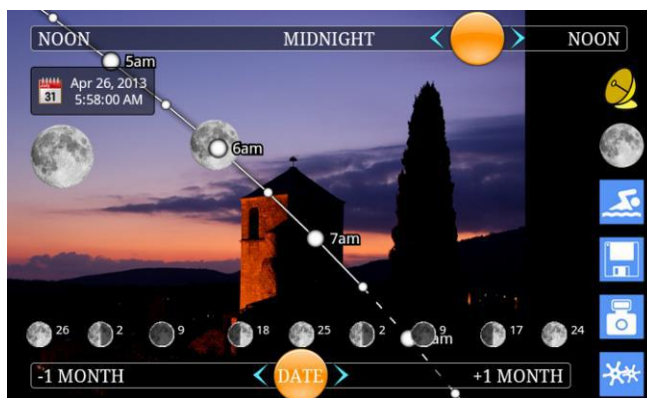 NOON MIDNIGHT NOON
5am
Apr 26, 2013
31 5:58:00 AM
6am
7am
26 2 9 18 25 2 9 17 24
am
-1 MONTH DATE +1 MONTH